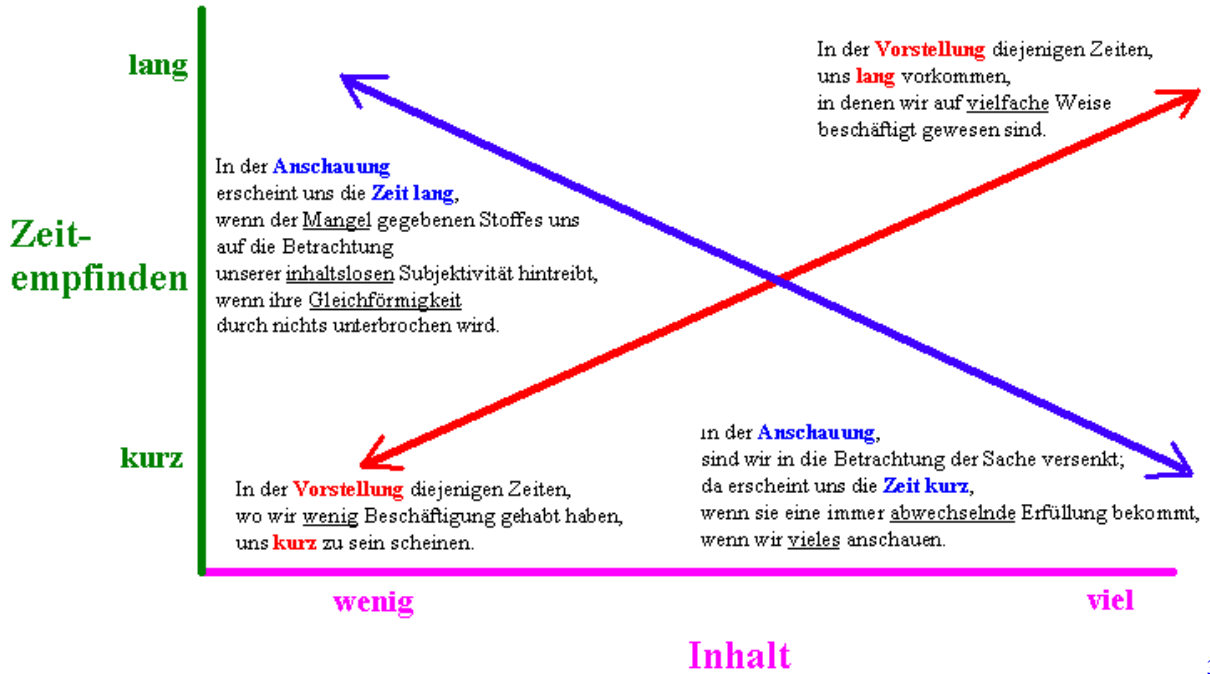 lang
In der Vorstellung diejenigen Zeiten,
uns lang vorkommen,
in denen wir auf vielfache Weise
beschäftigt gewesen sind.
In der Anschauung
erscheint uns die Zeit lang,
wenn der Mangel gegebenen Stoffes uns
auf die Betrachtung
unserer inhaltslosen Subjektivität hintreibt,
wenn ihre Gleichförmigkeit
durch nichts unterbrochen wird.
Zeit-
empfinden
kurz
In der Vorstellung diejenigen Zeiten,
wo wir wenig Beschäftigung gehabt haben,
uns kurz zu sein scheinen.
in der Anschauung,
sind wir in die Betrachtung der Sache versenkt;
da erscheint uns die Zeit kurz,
wenn sie eine immer abwechselnde Erfüllung bekommt,
wenn wir vieles anschauen.
wenig
viel
Inhalt